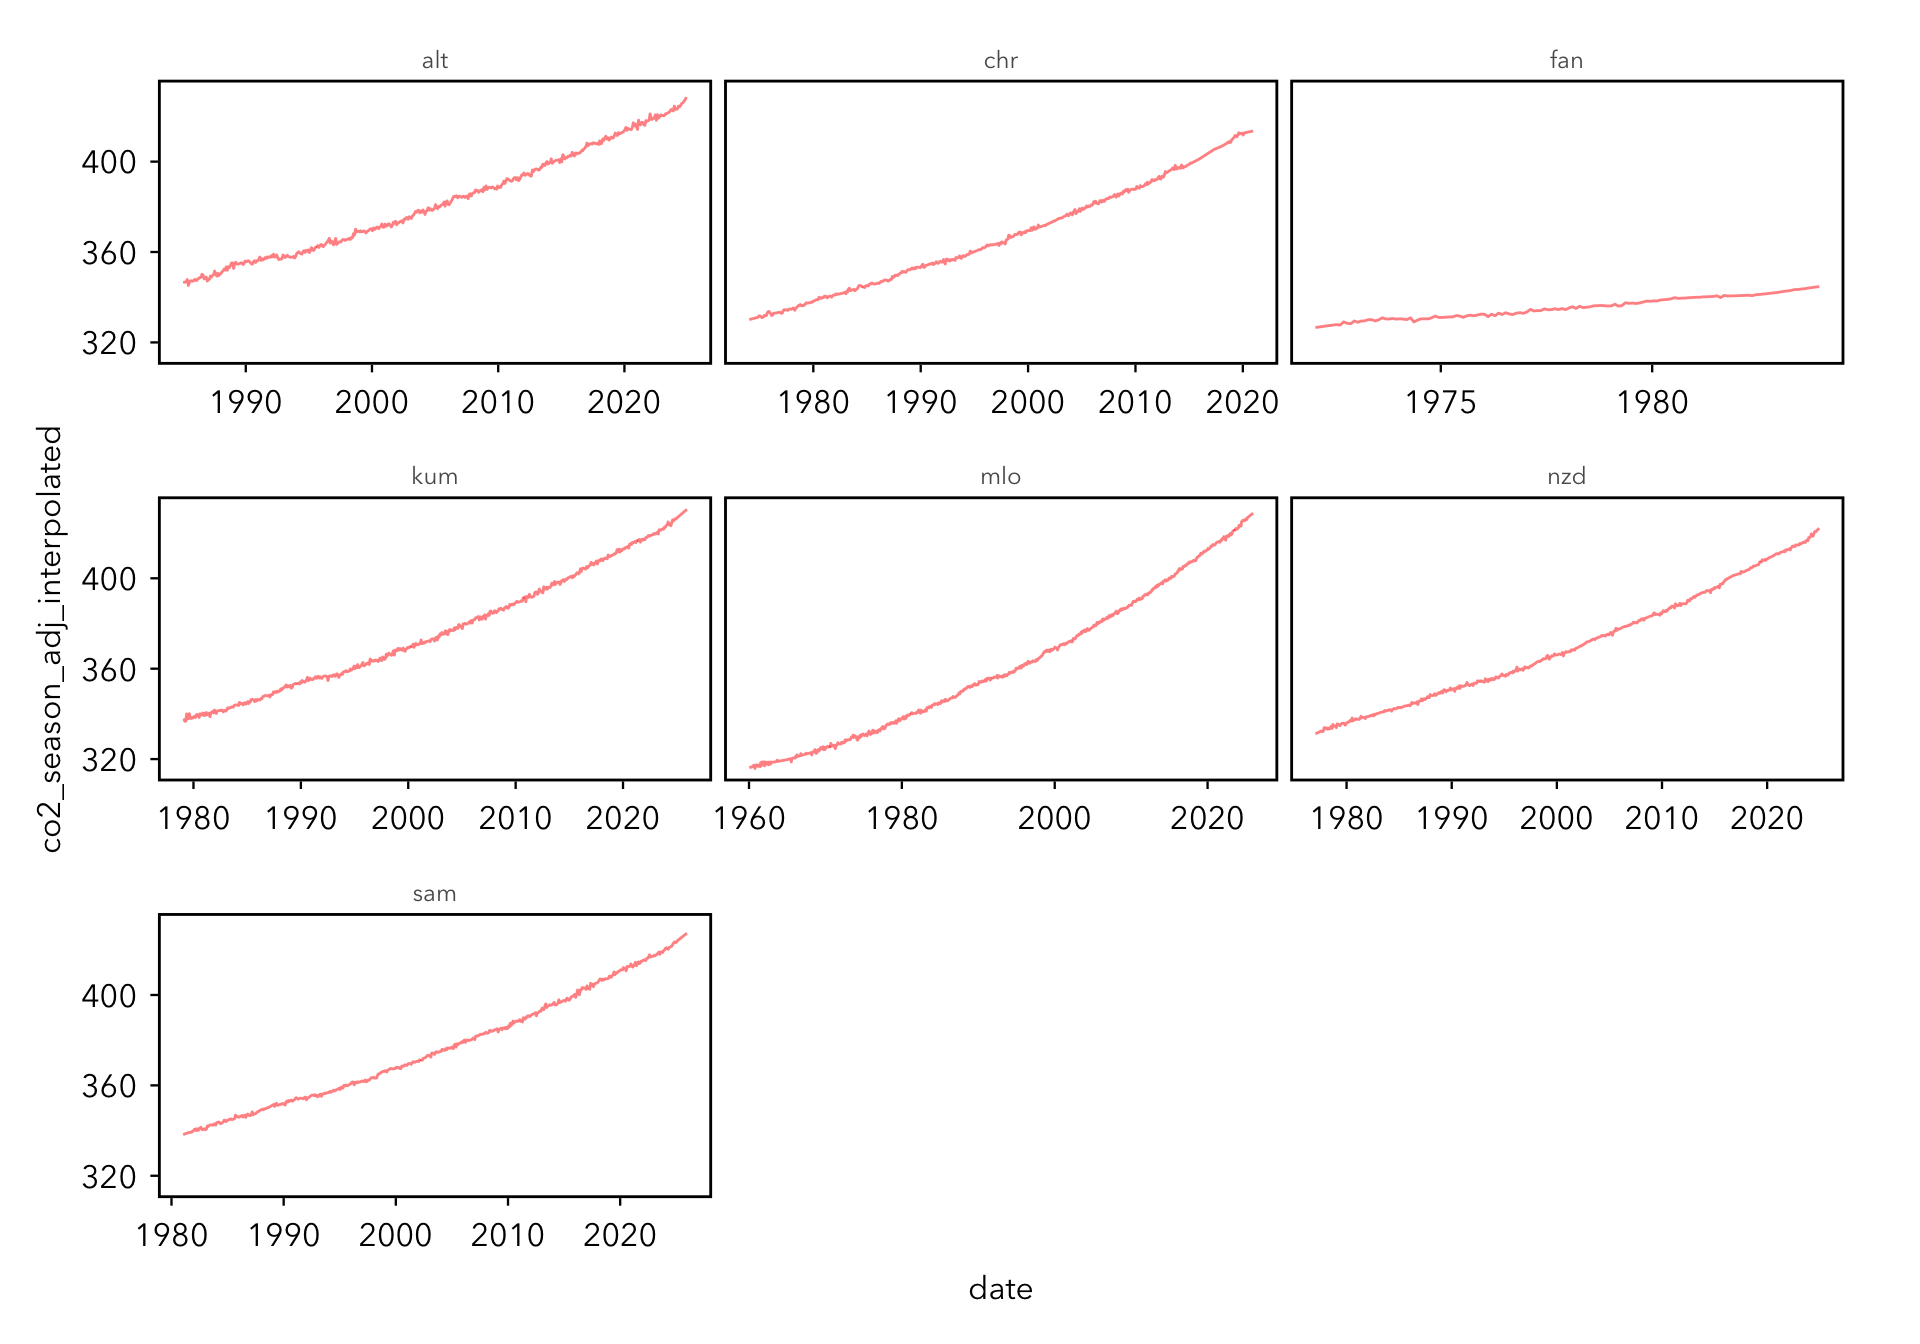 alt chr fan
400
360
320
1990 2000 2010 2020 1980 1990 2000 2010 2020 1975 1980
kum mlo nzd
400
360
320
1980 1990 2000 2010 2020 1960 1980 2000 2020 1980 1990 2000 2010 2020
co2_season_adj_interpolated
sam
400
360
320
1980 1990 2000 2010 2020
date